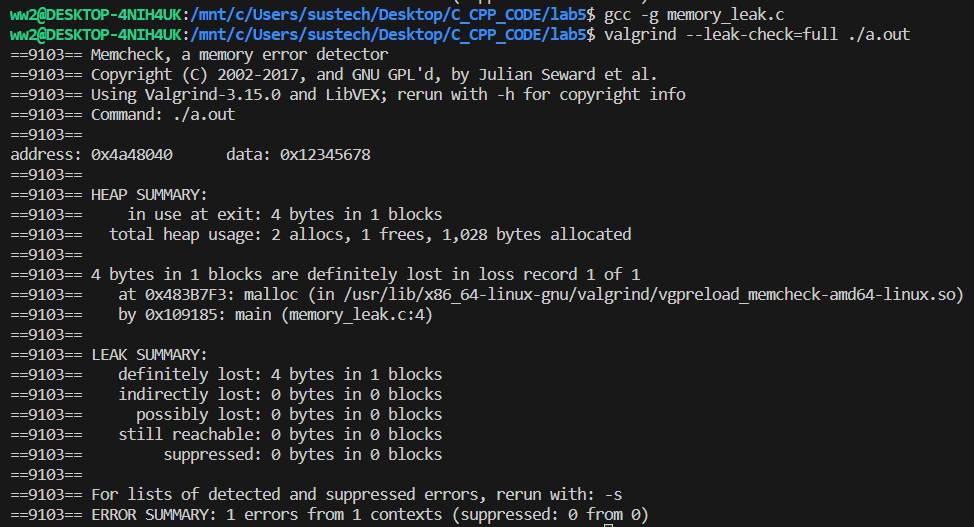 ww2@DESKTOP-4NIH4UK:/mnt/c/Users/sustech/Desktop/C_CPP_CODE/lab5$ gcc -g memory_leak.c
ww2@DESKTOP-4NIH4UK:/mnt/c/Users/sustech/Desktop/C_CPP_CODE/lab5$ valgrind --leak-check=full ./a.out
==9103== Memcheck, a memory error detector
==9103== Copyright (C) 2002-2017, and GNU GPL'd, by Julian Seward et al.
==9103== Using Valgrind-3.15.0 and LibVEX; rerun with -h for copyright info
==9103== Command: ./a.out
==9103==
address: 0x4a48040      data: 0x12345678
==9103==
==9103== HEAP SUMMARY:
==9103==     in use at exit: 4 bytes in 1 blocks
==9103==   total heap usage: 2 allocs, 1 frees, 1,028 bytes allocated
==9103==
==9103== 4 bytes in 1 blocks are definitely lost in loss record 1 of 1
==9103==    at 0x483B7F3: malloc (in /usr/lib/x86_64-linux-gnu/valgrind/vgpreload_memcheck-amd64-linux.so)
==9103==    by 0x109185: main (memory_leak.c:4)
==9103==
==9103== LEAK SUMMARY:
==9103==    definitely lost: 4 bytes in 1 blocks
==9103==    indirectly lost: 0 bytes in 0 blocks
==9103==      possibly lost: 0 bytes in 0 blocks
==9103==    still reachable: 0 bytes in 0 blocks
==9103==         suppressed: 0 bytes in 0 blocks
==9103==
==9103== For lists of detected and suppressed errors, rerun with: -s
==9103== ERROR SUMMARY: 1 errors from 1 contexts (suppressed: 0 from 0)